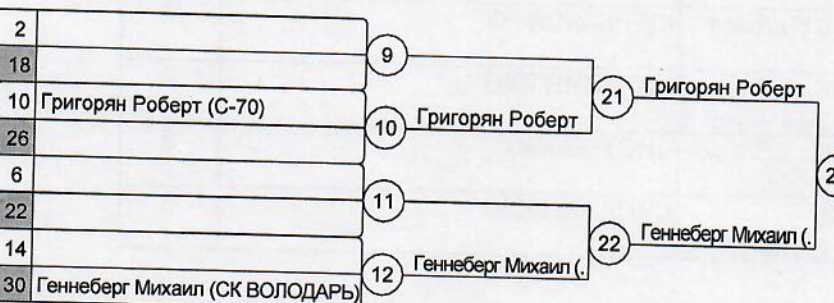 2
18
9
10 Григорян Роберт (С-70)
10 Григорян Роберт
26
21 Григорян Роберт
6
22
11
14
12 Геннеберг Михаил (.
30 Геннеберг Михаил (СК ВОЛОДАРЬ)
22 Геннеберг Михаил (.